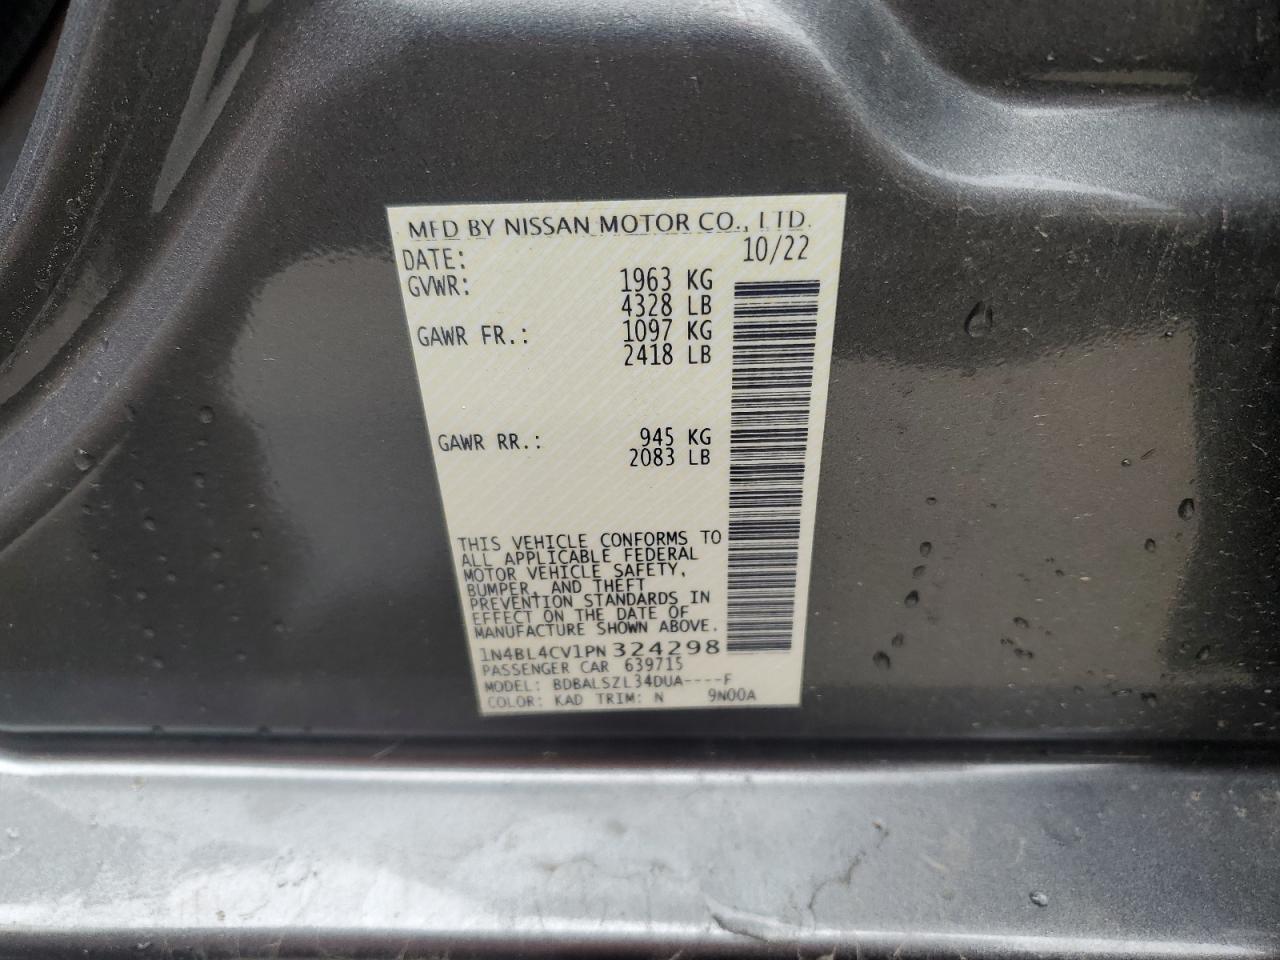 MFD BY NISSAN MOTOR CO., LTD.
DATE: 10/22
GVWR: 1963 KG
4328 LB
GAWR FR.: 1097 KG
2418 LB
GAWR RR.: 945 KG
2083 LB
THIS VEHICLE CONFORMS TO
ALL APPLICABLE FEDERAL
MOTOR VEHICLE SAFETY,
BUMPER, AND THEFT
PREVENTION STANDARDS IN
EFFECT ON THE DATE OF
MANUFACTURE SHOWN ABOVE.
1N4BL4CV1PN324298
PASSENGER CAR 639715
MODEL: BDBALSZL34DUA----F
COLOR: KAD TRIM: N 9N00A